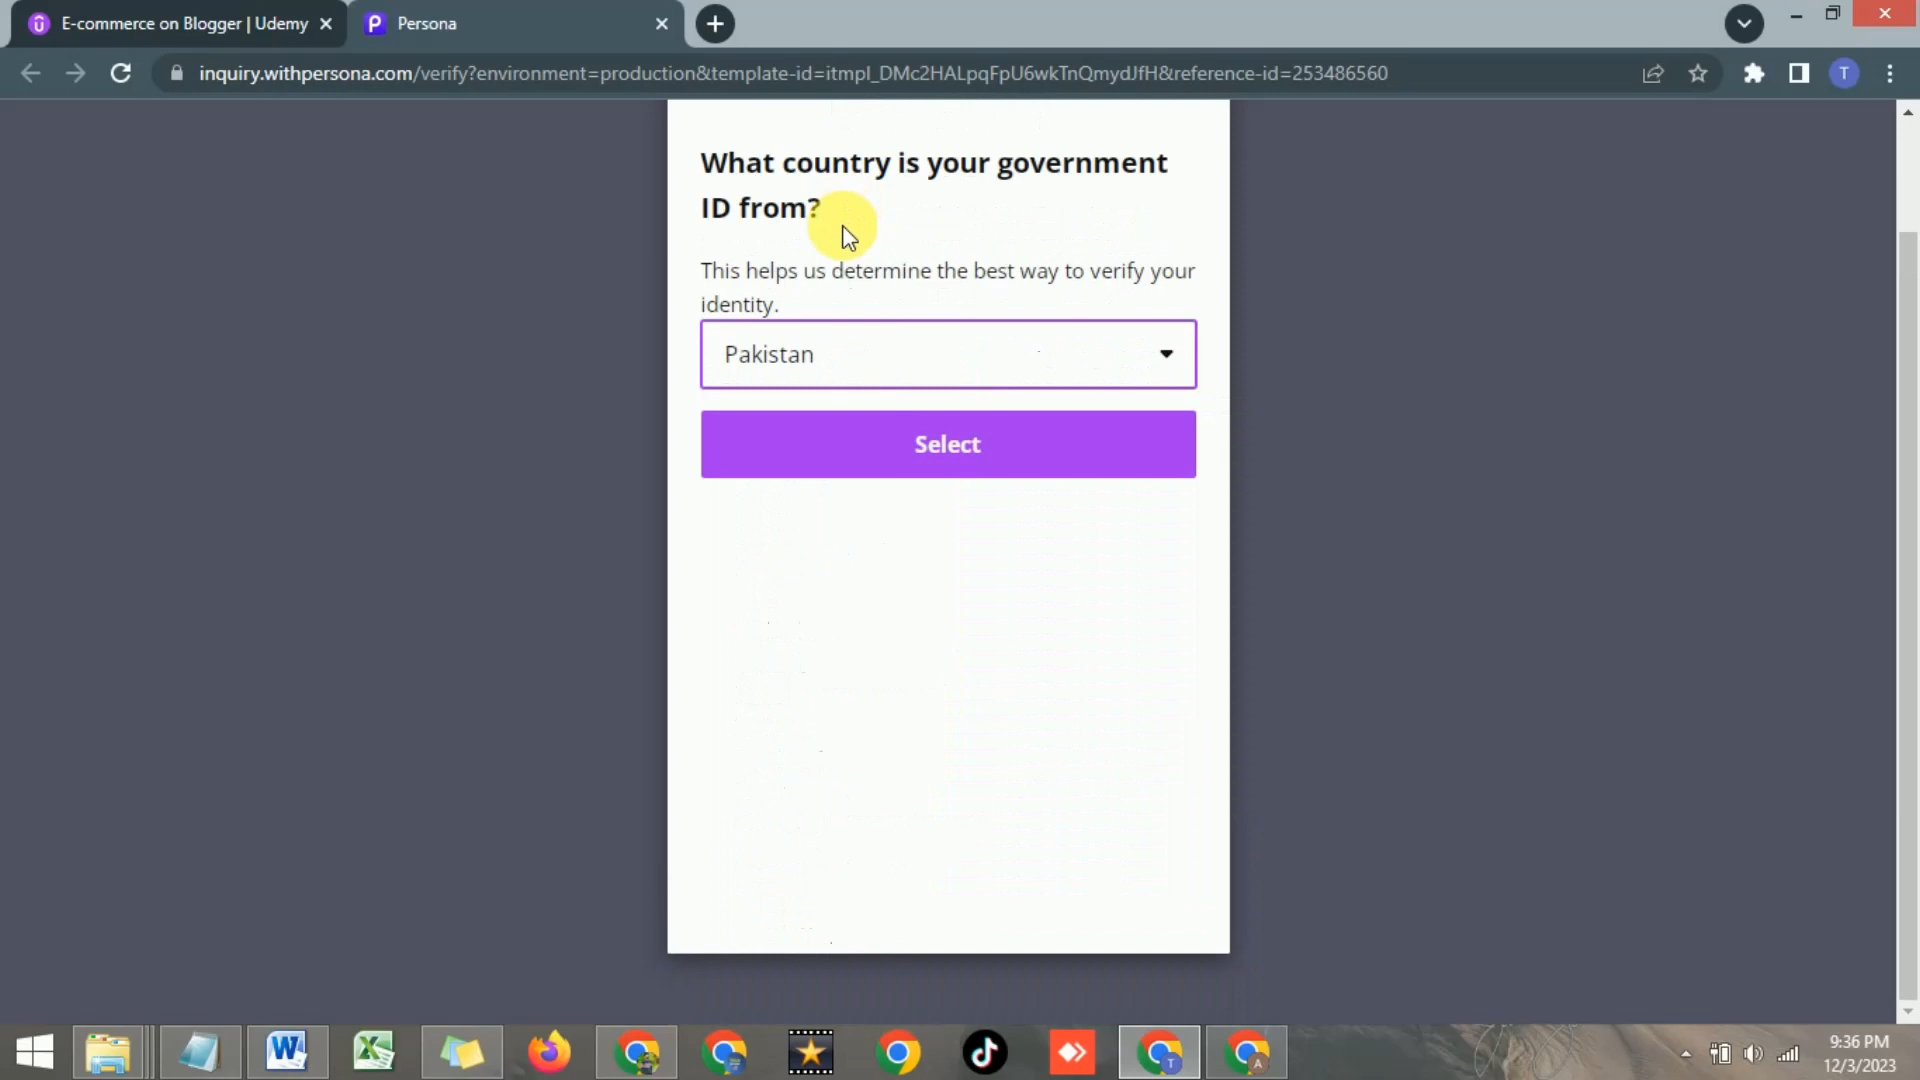 E-commerce on Blogger | Udemy
Persona
inquiry.withpersona.com/verify?environment=production&template-id=itmpl_DMc2HALpqFpU6wkTnQmydJfH&reference-id=253486560
T
What country is your government
ID from?
This helps us determine the best way to verify your
identity.
Pakistan
Select
9:36 PM
12/3/2023